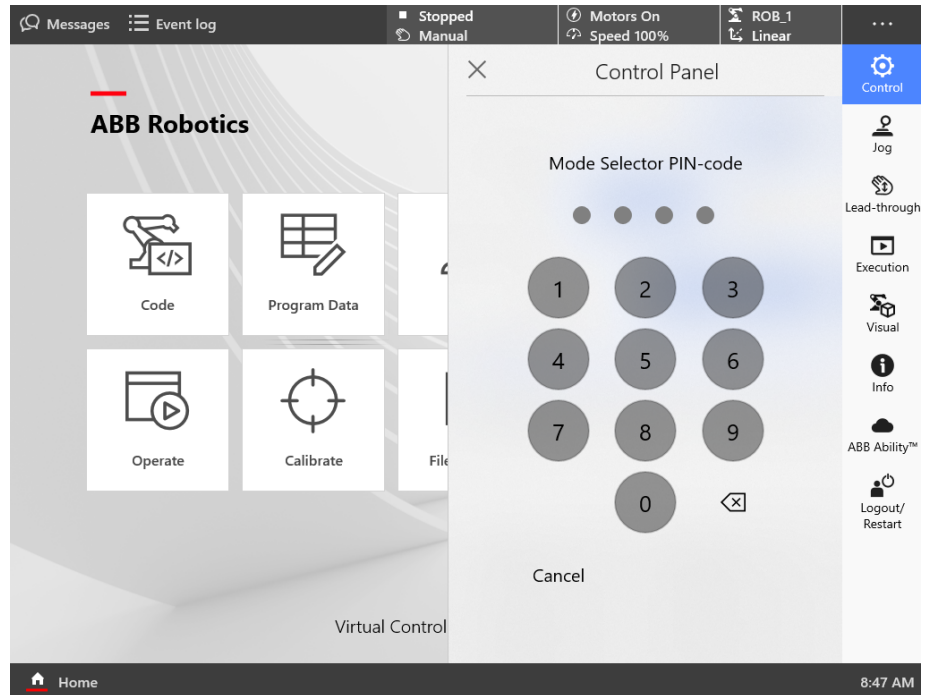 Messages
Event log
Stopped
Manual
Motors On
Speed 100%
ROB_1
Linear
...
ABB Robotics
Code
Program Data
Operate
Calibrate
File
Virtual Control
Control Panel
Mode Selector PIN-code
1 2 3
4 5 6
7 8 9
0
Cancel
Control
Jog
Lead-through
Execution
Visual
Info
ABB Ability™
Logout/
Restart
Home
8:47 AM